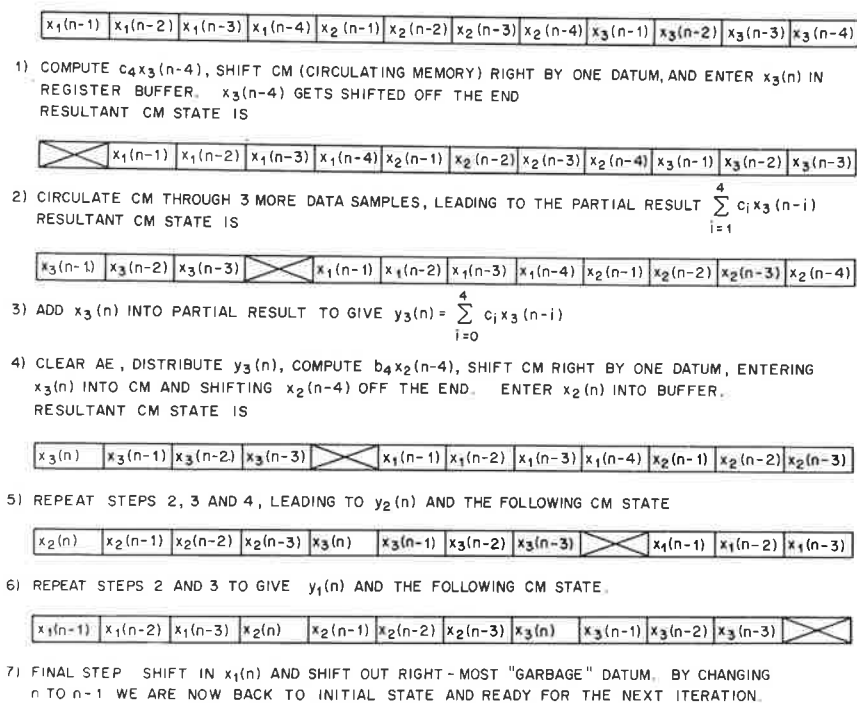 x₁(n-1) x₁(n-2) x₁(n-3) x₁(n-4) x₂(n-1) x₂(n-2) x₂(n-3) x₂(n-4) x₃(n-1) x₃(n-2) x₃(n-3) x₃(n-4)
1) COMPUTE c₄x₃(n-4), SHIFT CM (CIRCULATING MEMORY) RIGHT BY ONE DATUM, AND ENTER x₃(n) IN
REGISTER BUFFER. x₃(n-4) GETS SHIFTED OFF THE END
RESULTANT CM STATE IS
x₁(n-1) x₁(n-2) x₁(n-3) x₁(n-4) x₂(n-1) x₂(n-2) x₂(n-3) x₂(n-4) x₃(n-1) x₃(n-2) x₃(n-3)
2) CIRCULATE CM THROUGH 3 MORE DATA SAMPLES, LEADING TO THE PARTIAL RESULT ∑_{i=1}^{4} cᵢx₃(n-i)
RESULTANT CM STATE IS
x₃(n-1) x₃(n-2) x₃(n-3) x₁(n-1) x₁(n-2) x₁(n-3) x₁(n-4) x₂(n-1) x₂(n-2) x₂(n-3) x₂(n-4)
3) ADD x₃(n) INTO PARTIAL RESULT TO GIVE y₃(n)= ∑_{i=0}^{4} cᵢx₃(n-i)
4) CLEAR AE, DISTRIBUTE y₃(n), COMPUTE b₄x₂(n-4), SHIFT CM RIGHT BY ONE DATUM, ENTERING
x₃(n) INTO CM AND SHIFTING x₂(n-4) OFF THE END. ENTER x₂(n) INTO BUFFER.
RESULTANT CM STATE IS
x₃(n) x₃(n-1) x₃(n-2) x₃(n-3) x₁(n-1) x₁(n-2) x₁(n-3) x₁(n-4) x₂(n-1) x₂(n-2) x₂(n-3)
5) REPEAT STEPS 2, 3 AND 4, LEADING TO y₂(n) AND THE FOLLOWING CM STATE
x₂(n) x₂(n-1) x₂(n-2) x₂(n-3) x₃(n) x₃(n-1) x₃(n-2) x₃(n-3) x₁(n-1) x₁(n-2) x₁(n-3)
6) REPEAT STEPS 2 AND 3 TO GIVE y₁(n) AND THE FOLLOWING CM STATE.
x₁(n-1) x₁(n-2) x₁(n-3) x₂(n) x₂(n-1) x₂(n-2) x₂(n-3) x₃(n) x₃(n-1) x₃(n-2) x₃(n-3)
7) FINAL STEP SHIFT IN x₁(n) AND SHIFT OUT RIGHT-MOST "GARBAGE" DATUM. BY CHANGING
n TO n-1 WE ARE NOW BACK TO INITIAL STATE AND READY FOR THE NEXT ITERATION.